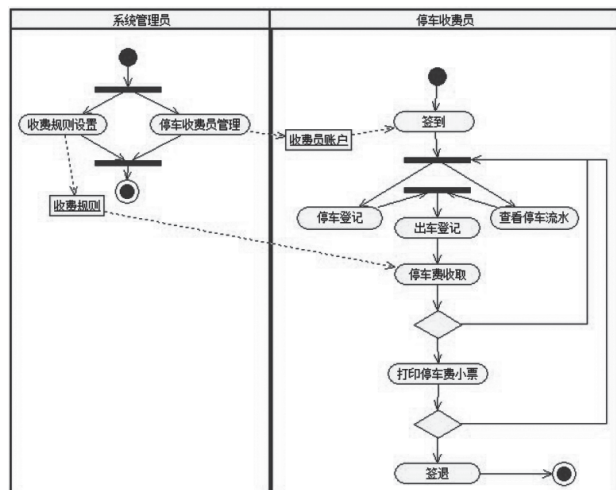 系统管理员
停车收费员
收费规则设置
停车收费员管理
收费员账户
签到
收费规则
停车登记
出车登记
查看停车流水
停车费收取
打印停车费小票
签退